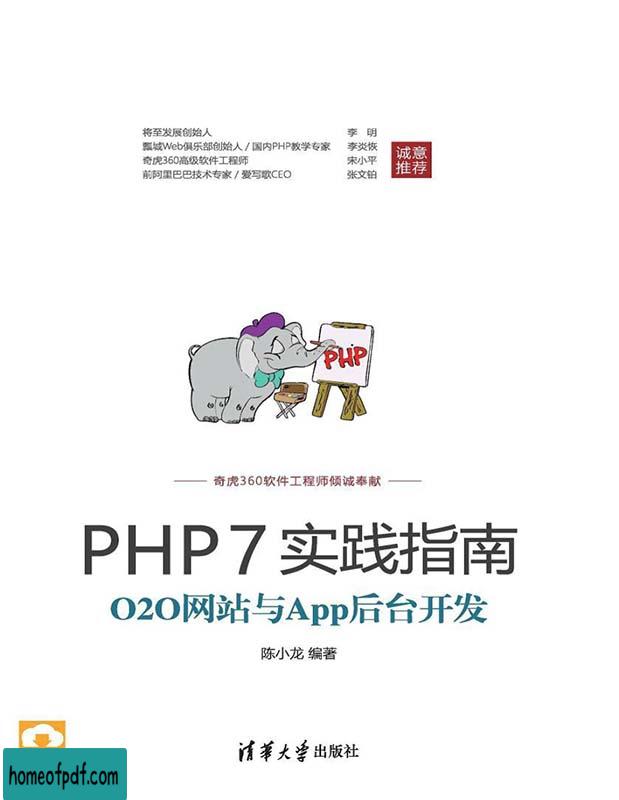 将至发展创始人 李 明
瓢城Web俱乐部创始人 / 国内PHP教学专家 李炎恢
奇虎360高级软件工程师 宋小平
前阿里巴巴技术专家 / 爱写歌CEO 张文铂
诚意
推荐
PHP
奇虎360软件工程师倾诚奉献
PHP 7 实践指南
O2O网站与App后台开发
陈小龙 编著
清华大学出版社
homeofpdf.com